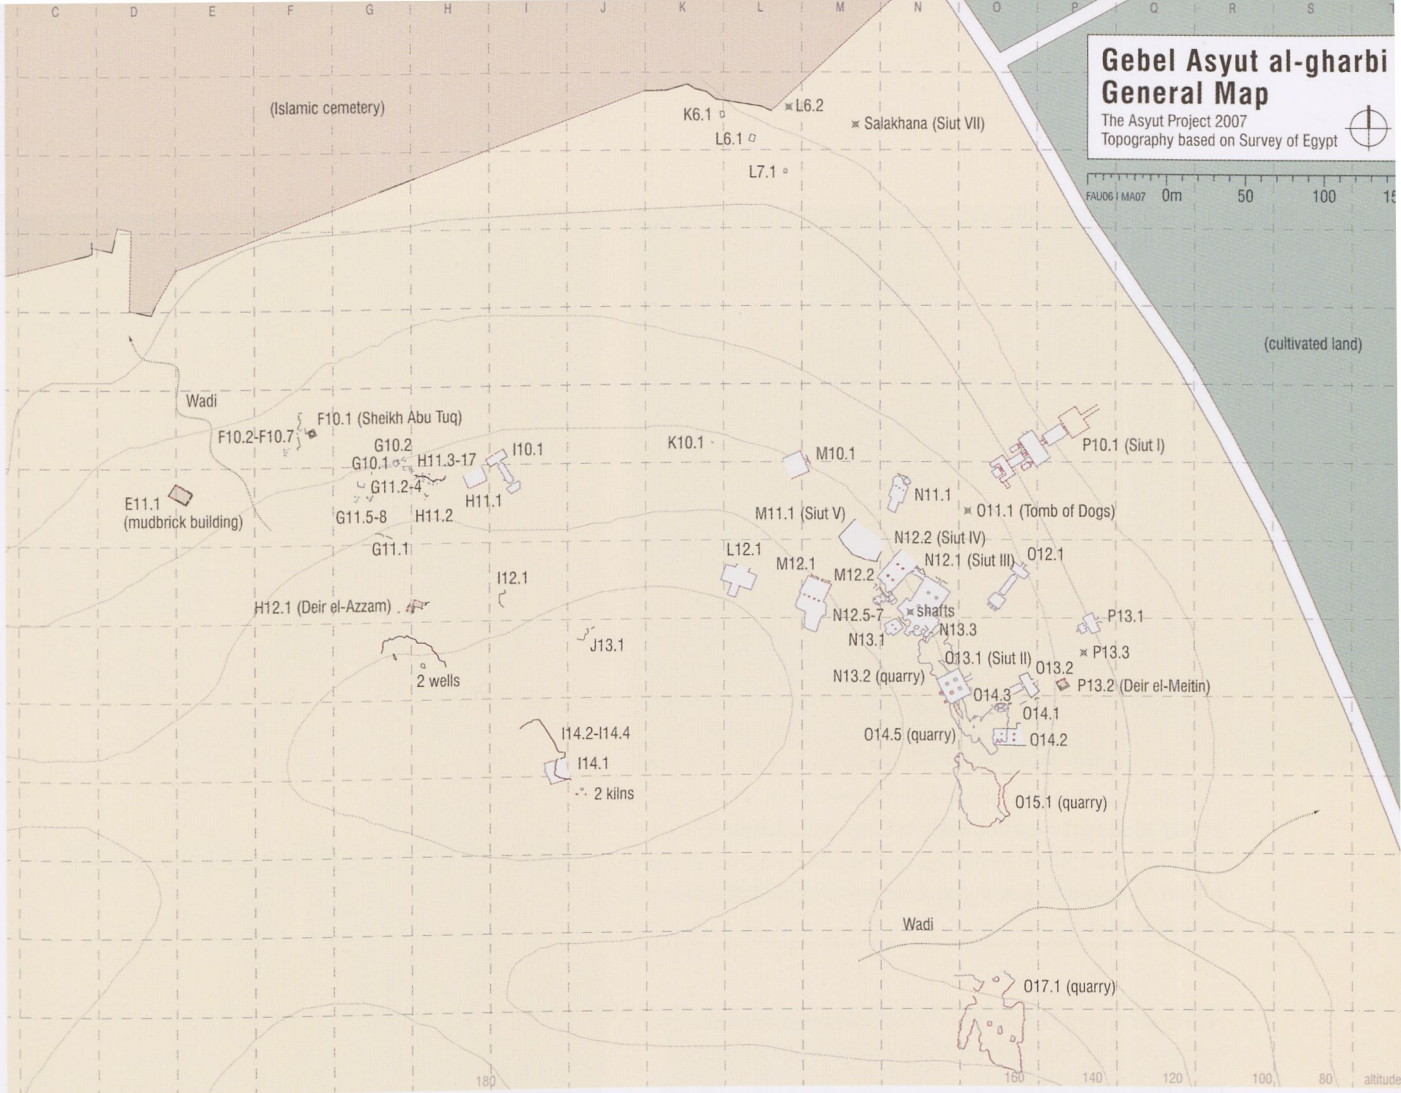 C D E F G H I J K L M N O P Q R S T
Gebel Asyut al-gharbi
General Map
The Asyut Project 2007
Topography based on Survey of Egypt
FAU06 I MA07 0m 50 100 15
(Islamic cemetery)
K6.1
L6.2
Salakhana (Siut VII)
L6.1
L7.1
(cultivated land)
Wadi
F10.1 (Sheikh Abu Tuq)
F10.2-F10.7
G10.2
G10.1
H11.3-17
I10.1
K10.1
M10.1
P10.1 (Siut I)
G11.2-4
H11.1
N11.1
E11.1
(mudbrick building)
G11.5-8
H11.2
M11.1 (Siut V)
O11.1 (Tomb of Dogs)
G11.1
N12.2 (Siut IV)
L12.1
N12.1 (Siut III)
O12.1
M12.1
M12.2
I12.1
H12.1 (Deir el-Azzam)
N12.5-7
shafts
P13.1
N13.1
N13.3
J13.1
P13.3
O13.1 (Siut II)
O13.2
2 wells
N13.2 (quarry)
P13.2 (Deir el-Meitin)
O14.3
O14.1
I14.2-I14.4
O14.5 (quarry)
O14.2
I14.1
2 kilns
O15.1 (quarry)
Wadi
O17.1 (quarry)
180 160 140 120 100 80 altitude